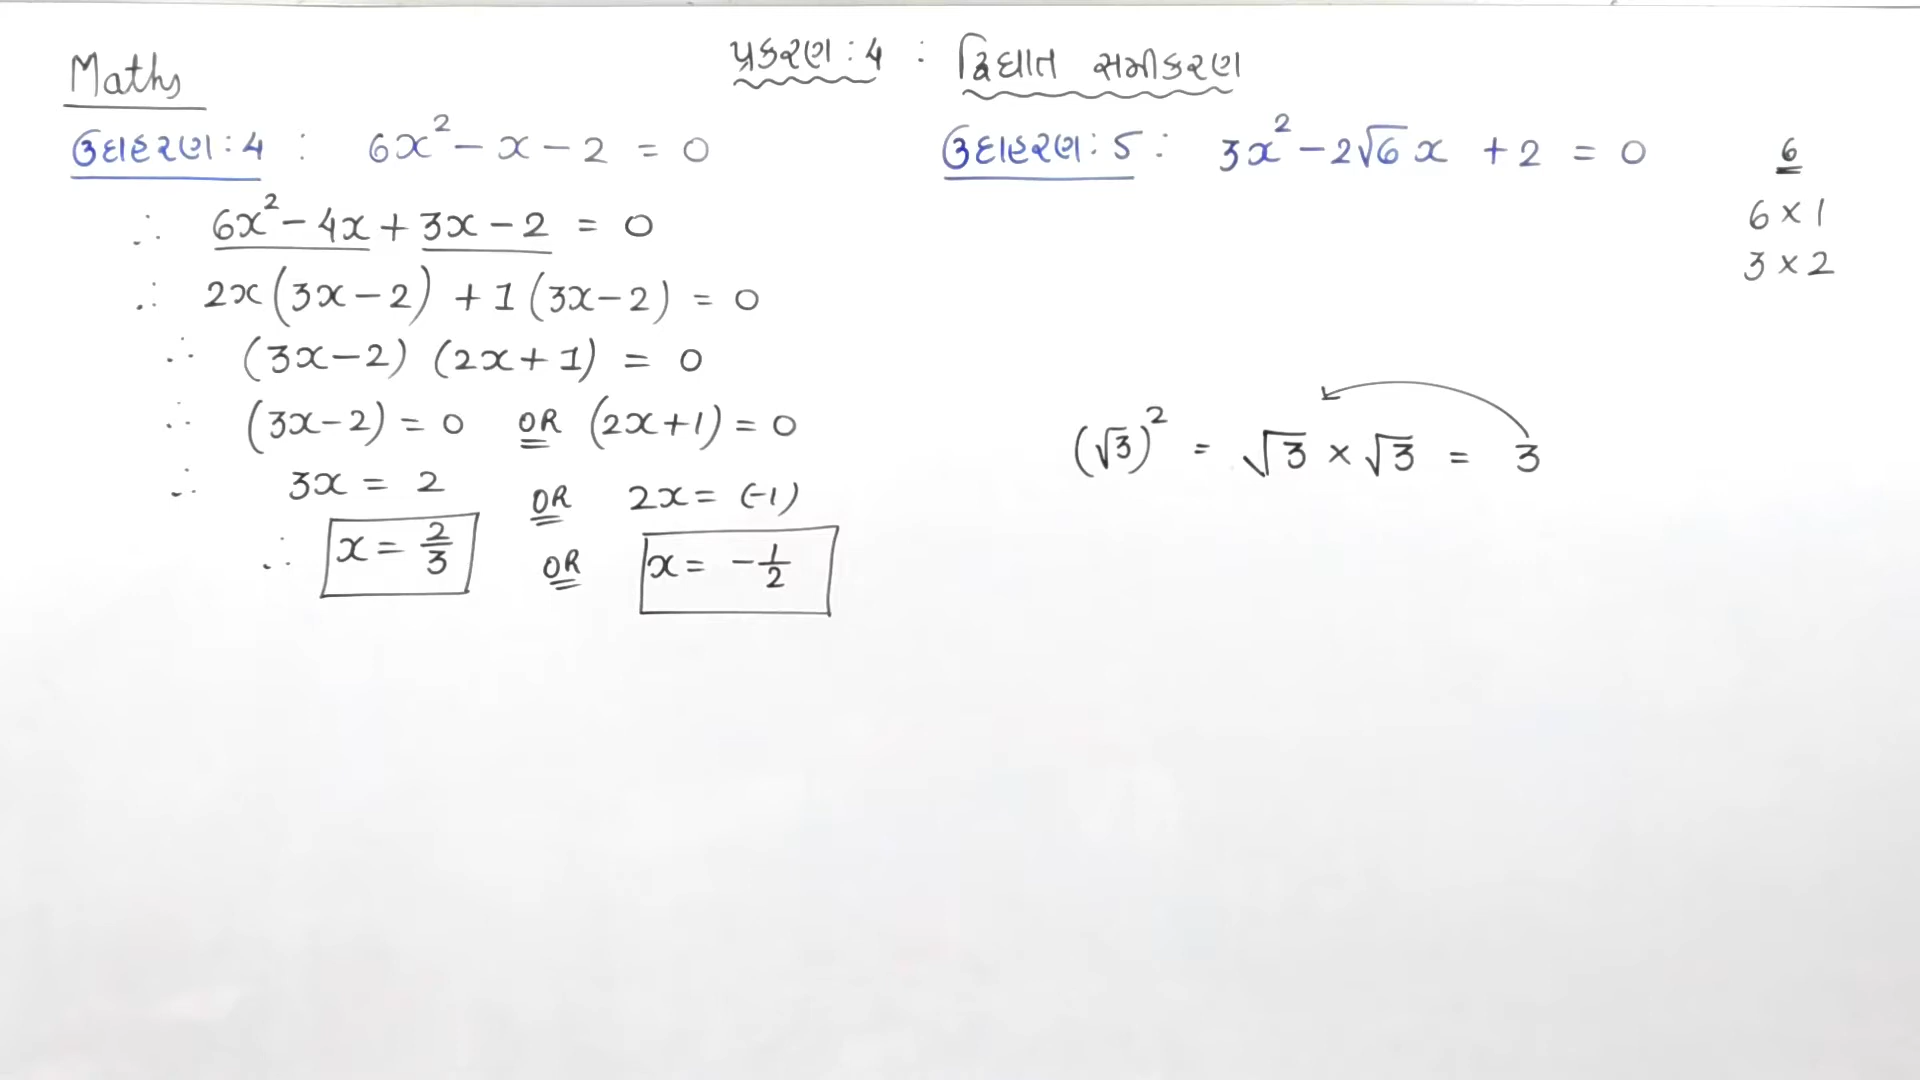 Maths
પ્રકરણ : 4 : દ્વિઘાત સમીકરણ
ઉદાહરણ : 4 : 6x² - x - 2 = 0
∴ 6x² - 4x + 3x - 2 = 0
∴ 2x(3x-2) + 1(3x-2) = 0
∴ (3x-2) (2x+1) = 0
∴ (3x-2) = 0 OR (2x+1) = 0
∴ 3x = 2 OR 2x = (-1)
∴ x = 2/3 OR x = -1/2
ઉદાહરણ : 5 : 3x² - 2√6 x + 2 = 0
6
6 × 1
3 × 2
(√3)² = √3 × √3 = 3